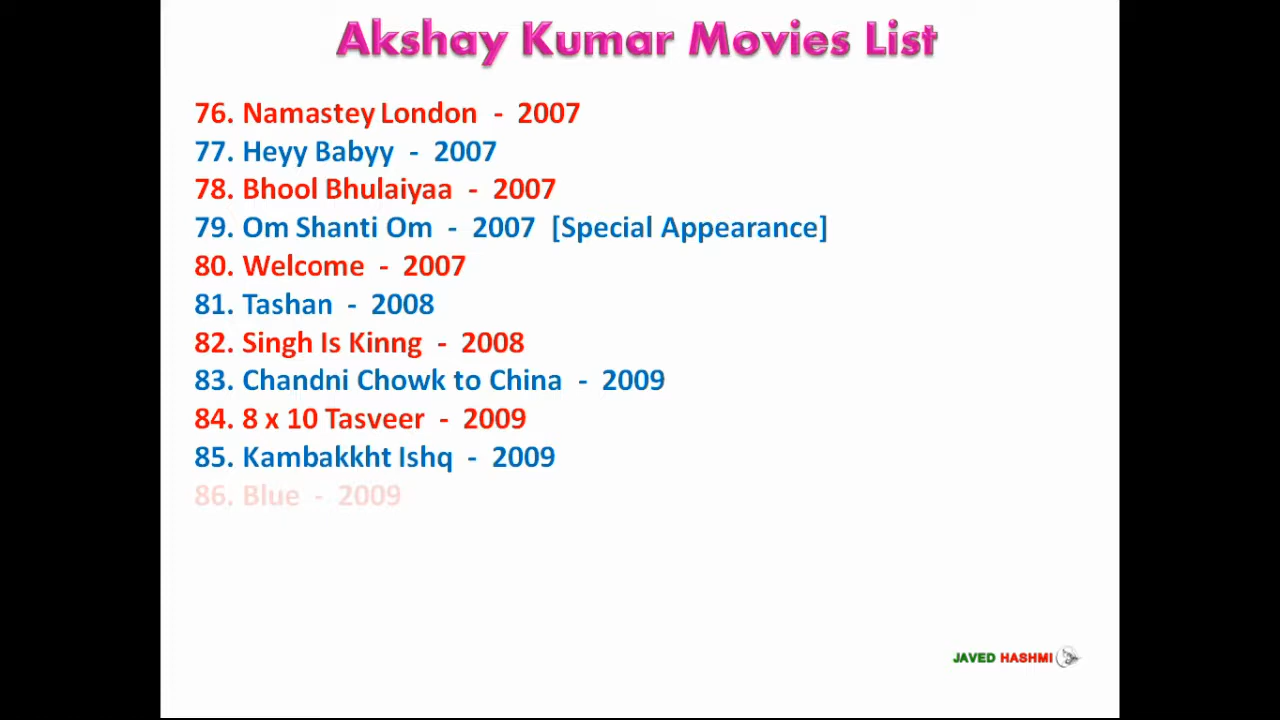 Akshay Kumar Movies List
76. Namastey London - 2007
77. Heyy Babyy - 2007
78. Bhool Bhulaiyaa - 2007
79. Om Shanti Om - 2007 [Special Appearance]
80. Welcome - 2007
81. Tashan - 2008
82. Singh Is Kinng - 2008
83. Chandni Chowk to China - 2009
84. 8 x 10 Tasveer - 2009
85. Kambakkht Ishq - 2009
86. Blue - 2009
JAVED HASHMI